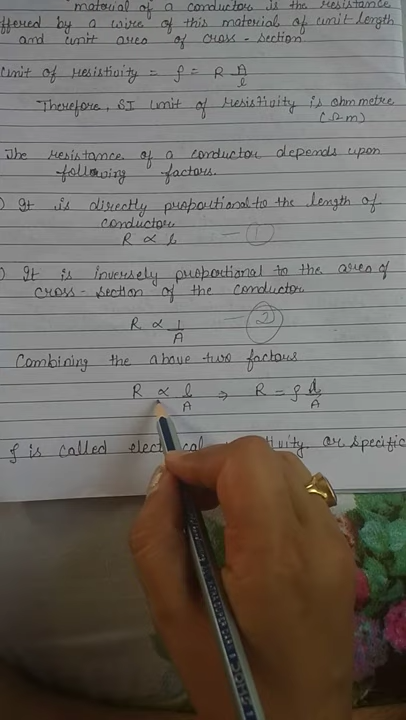 material of a conductor is the resistance
offered by a wire of this material of unit length
and unit area of cross-section
Unit of resistivity = ρ = R A/l
Therefore, SI unit of resistivity is ohm metre
(Ω m)
The resistance of a conductor depends upon
following factors.
) It is directly proportional to the length of
conductor
R ∝ l — ①
) It is inversely proportional to the area of
cross-section of the conductor
R ∝ 1/A — ②
Combining the above two factors
R ∝ l/A ⇒ R = ρ l/A
ρ is called or specific